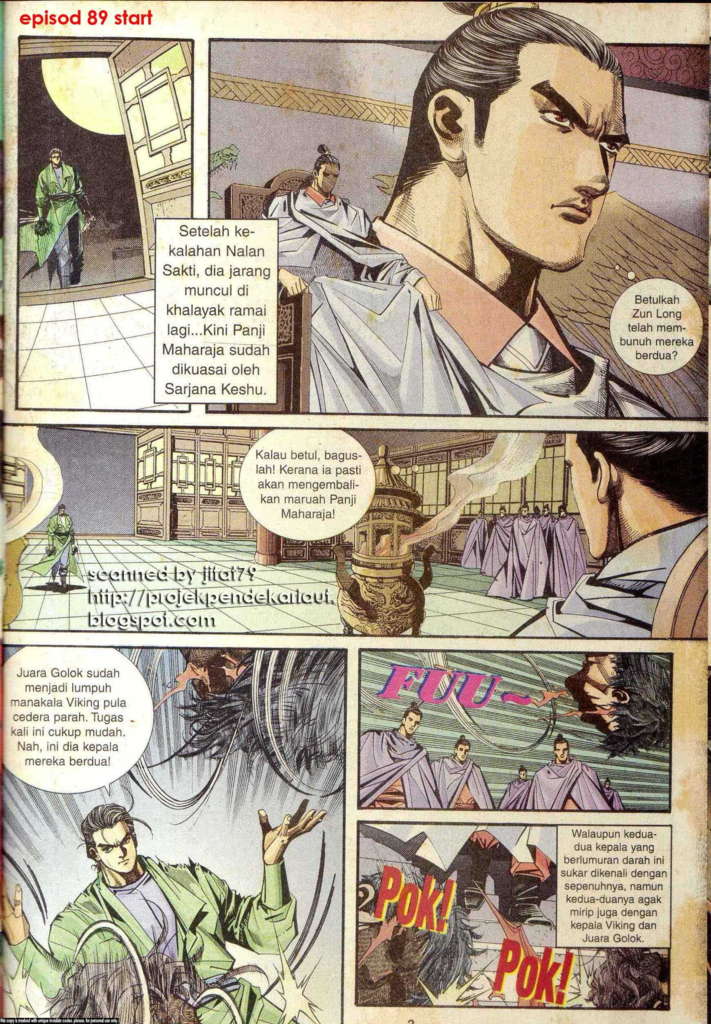 episod 89 start
Setelah ke-
kalahan Nalan
Sakti, dia jarang
muncul di
khalayak ramai
lagi...Kini Panji
Maharaja sudah
dikuasai oleh
Sarjana Keshu.
Betulkah
Zun Long
telah mem-
bunuh mereka
berdua?
Kalau betul, bagus-
lah! Kerana ia pasti
akan mengembali-
kan maruah Panji
Maharaja!
scanned by jifat79
http://projekpendekarlaut.
blogspot.com
Juara Golok sudah
menjadi lumpuh
manakala Viking pula
cedera parah. Tugas
kali ini cukup mudah.
Nah, ini dia kepala
mereka berdua!
FUU~
Walaupun kedua-
dua kepala yang
berlumuran darah ini
sukar dikenali dengan
sepenuhnya, namun
kedua-duanya agak
mirip juga dengan
kepala Viking dan
Juara Golok.
Pok!
Pok!